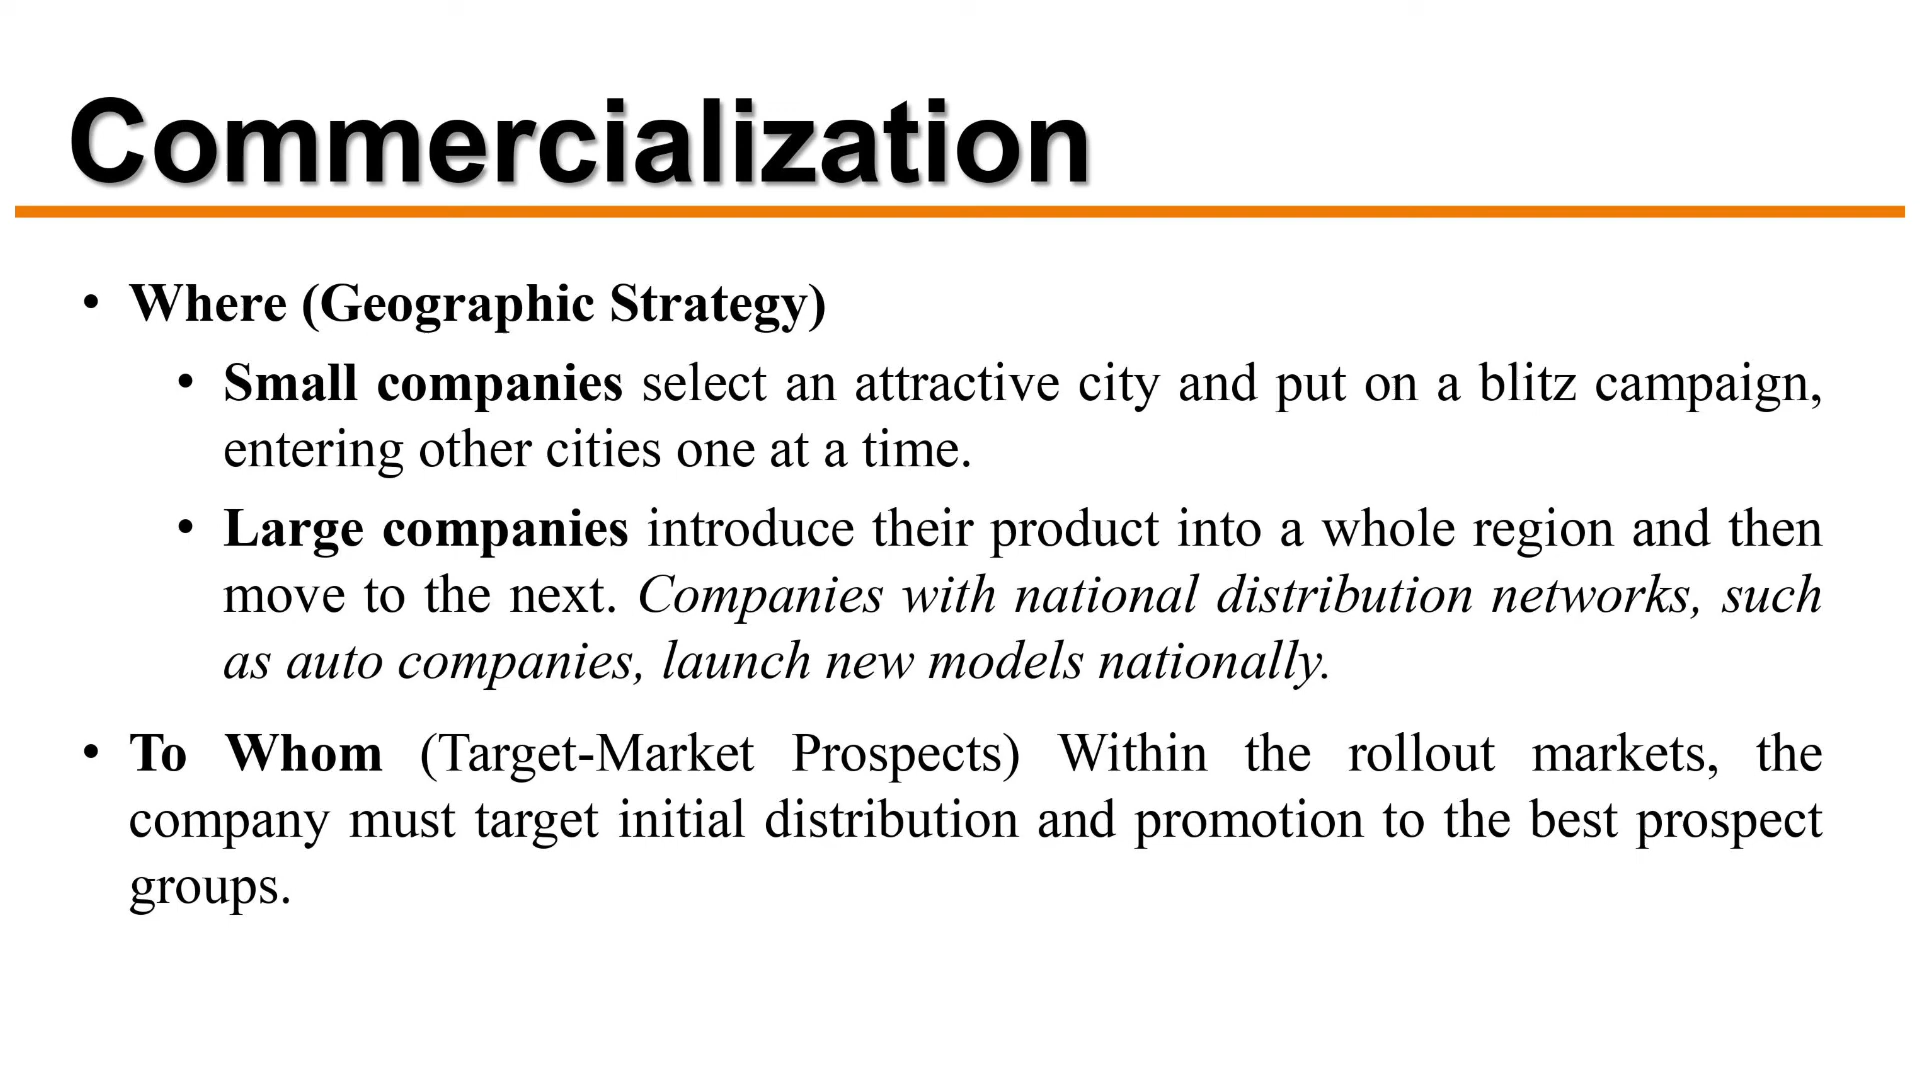 Commercialization
• Where (Geographic Strategy)
• Small companies select an attractive city and put on a blitz campaign,
entering other cities one at a time.
• Large companies introduce their product into a whole region and then
move to the next. Companies with national distribution networks, such
as auto companies, launch new models nationally.
• To Whom (Target-Market Prospects) Within the rollout markets, the
company must target initial distribution and promotion to the best prospect
groups.